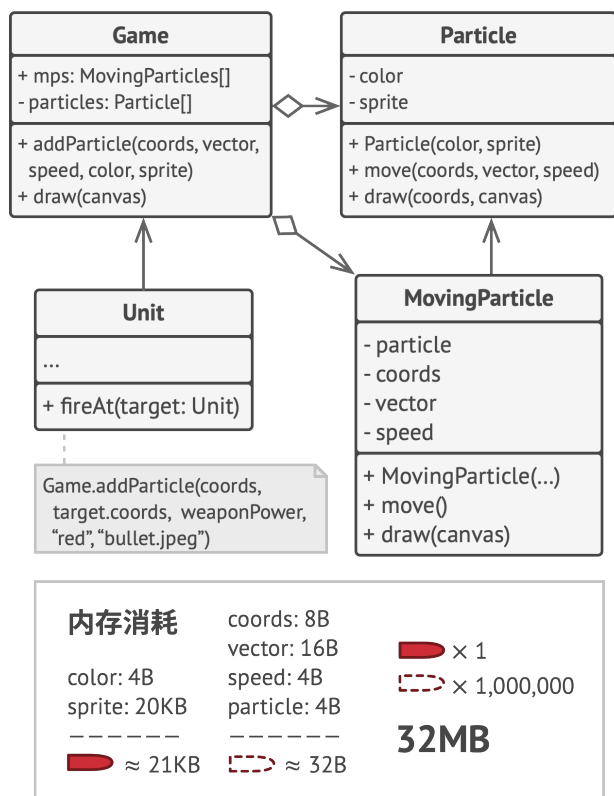 Game
+ mps: MovingParticles[]
- particles: Particle[]
+ addParticle(coords, vector,
speed, color, sprite)
+ draw(canvas)
Particle
- color
- sprite
+ Particle(color, sprite)
+ move(coords, vector, speed)
+ draw(coords, canvas)
Unit
...
+ fireAt(target: Unit)
Game.addParticle(coords,
target.coords, weaponPower,
“red”, “bullet.jpeg”)
MovingParticle
- particle
- coords
- vector
- speed
+ MovingParticle(...)
+ move()
+ draw(canvas)
内存消耗
color: 4B
sprite: 20KB
≈ 21KB
coords: 8B
vector: 16B
speed: 4B
particle: 4B
≈ 32B
× 1
× 1,000,000
32MB